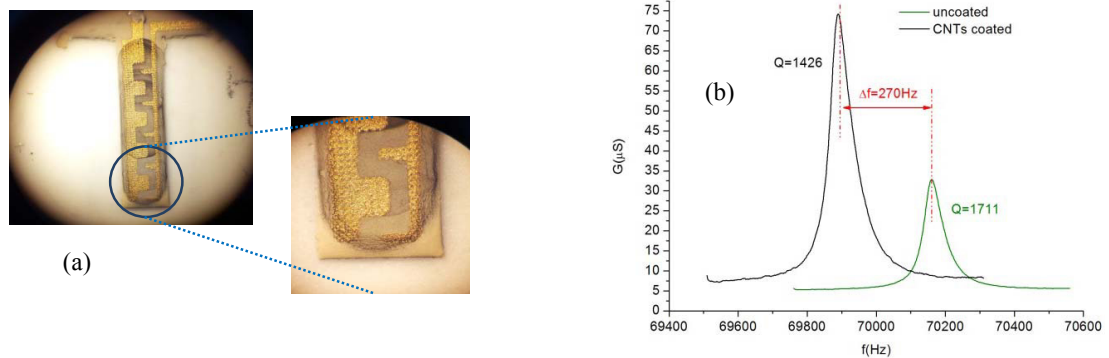 (a)
(b)
uncoated
CNTs coated
Q=1426
Δf=270Hz
Q=1711
G(μS)
75
70
65
60
55
50
45
40
35
30
25
20
15
10
5
0
69400 69600 69800 70000 70200 70400 70600
f(Hz)